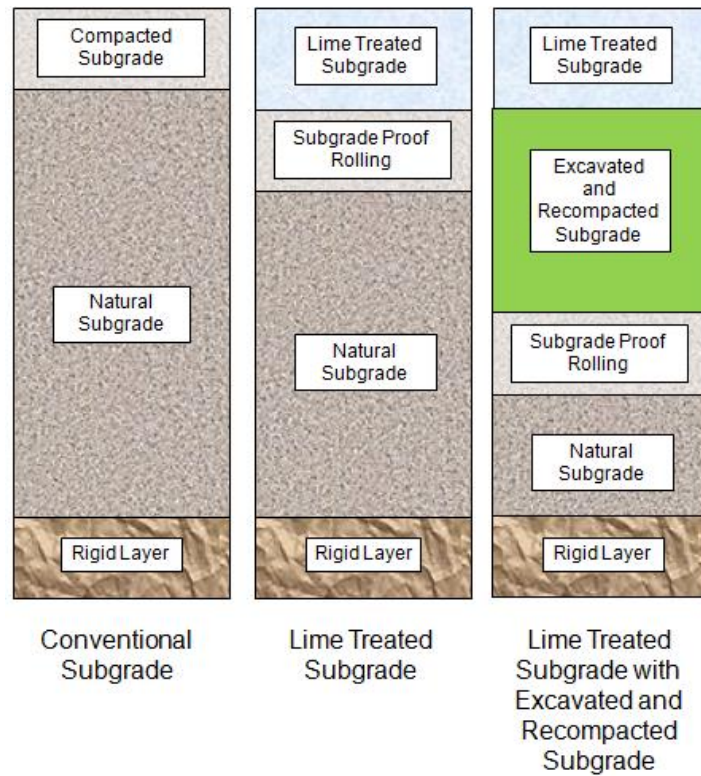 Compacted
Subgrade
Natural
Subgrade
Rigid Layer
Conventional
Subgrade
Lime Treated
Subgrade
Subgrade Proof
Rolling
Natural
Subgrade
Rigid Layer
Lime Treated
Subgrade
Lime Treated
Subgrade
Excavated
and
Recompacted
Subgrade
Subgrade Proof
Rolling
Natural
Subgrade
Rigid Layer
Lime Treated
Subgrade with
Excavated and
Recompacted
Subgrade